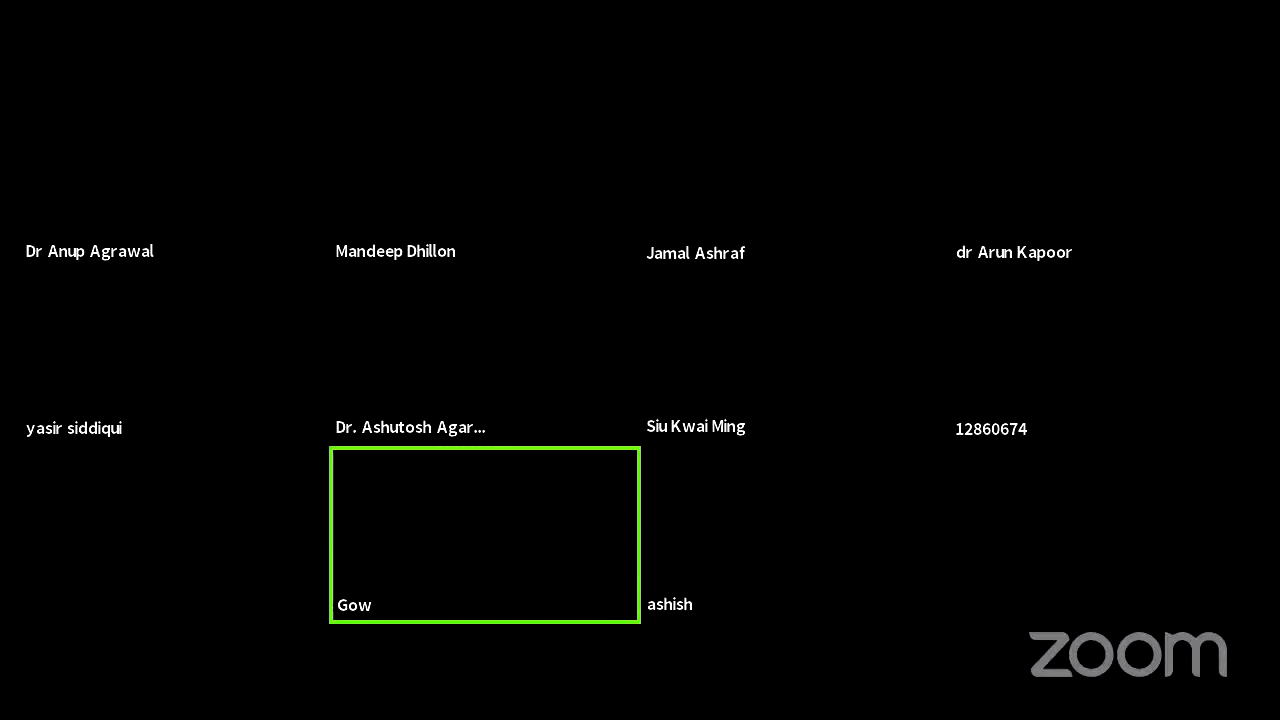 Dr Anup Agrawal
Mandeep Dhillon
Jamal Ashraf
dr Arun Kapoor
yasir siddiqui
Dr. Ashutosh Agar...
Siu Kwai Ming
12860674
Gow
ashish
zoom